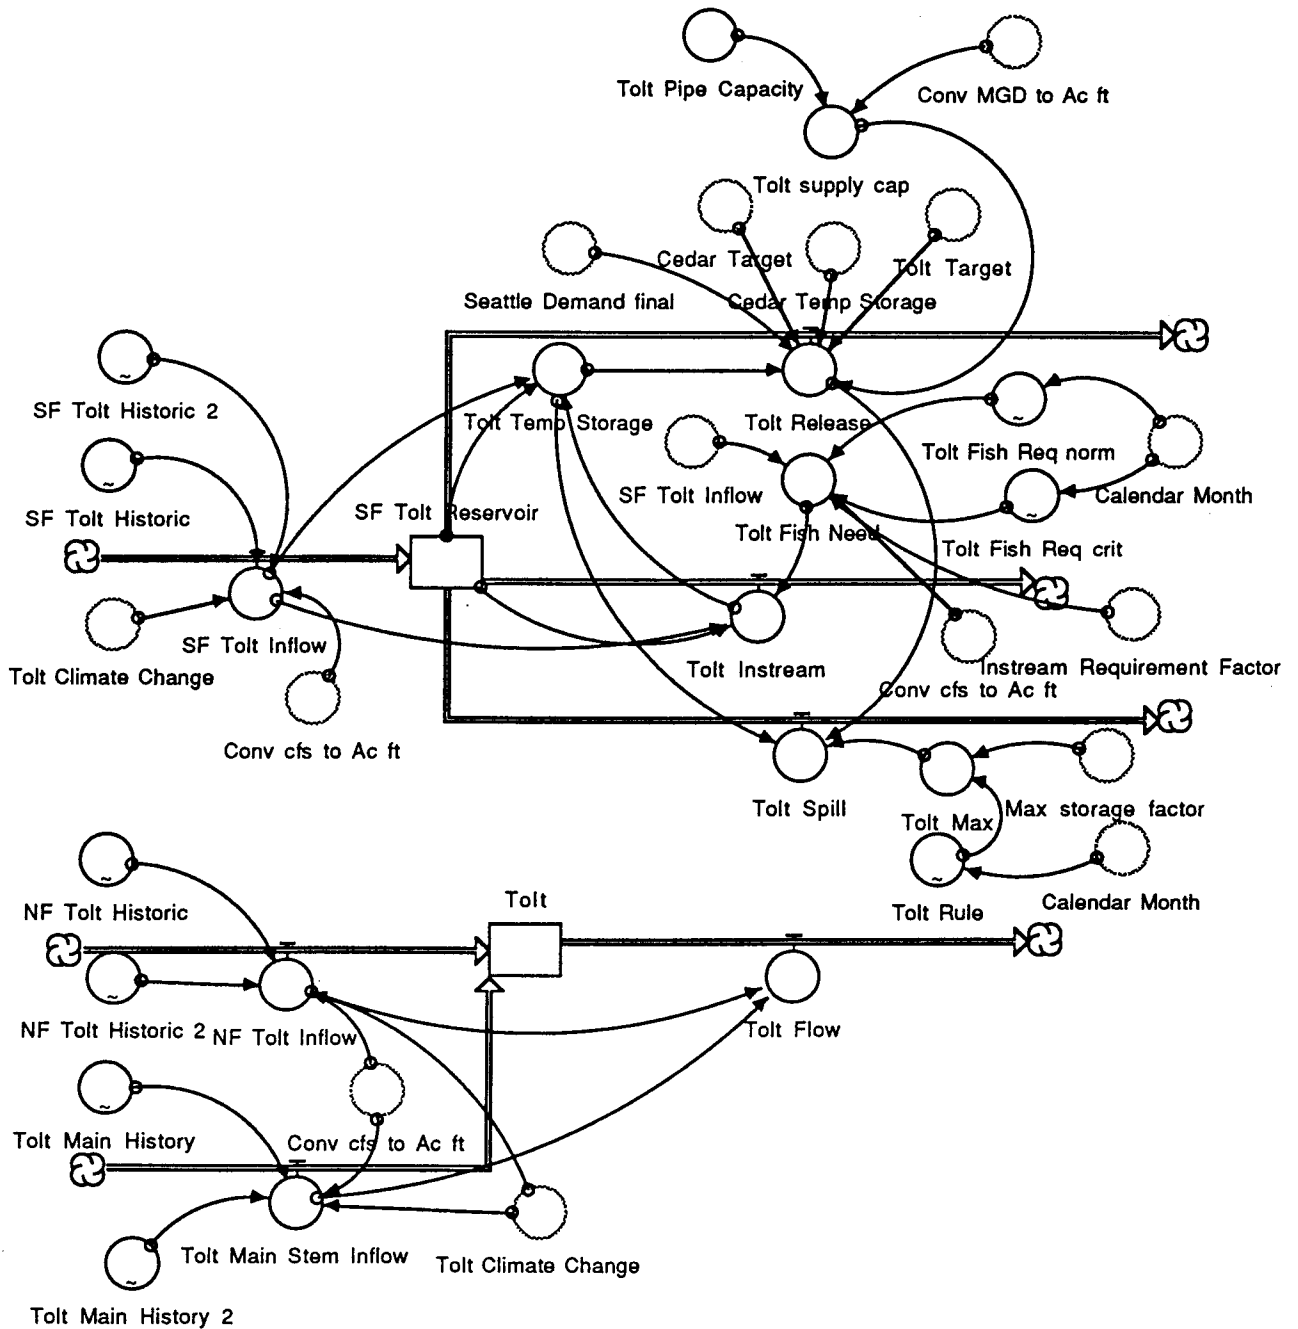 Tolt Pipe Capacity
Conv MGD to Ac ft
Tolt supply cap
Cedar Target
Tolt Target
Seattle Demand final
Cedar Temp Storage
SF Tolt Historic 2
Tolt Temp Storage
Tolt Release
Tolt Fish Req norm
SF Tolt Inflow
Calendar Month
SF Tolt Historic
SF Tolt Reservoir
Tolt Fish Need
Tolt Fish Req crit
SF Tolt Inflow
Tolt Climate Change
Tolt Instream
Instream Requirement Factor
Conv cfs to Ac ft
Conv cfs to Ac ft
Tolt Spill
Tolt Max
Max storage factor
NF Tolt Historic
Tolt
Tolt Rule
Calendar Month
NF Tolt Historic 2
NF Tolt Inflow
Tolt Flow
Tolt Main History
Conv cfs to Ac ft
Tolt Main Stem Inflow
Tolt Climate Change
Tolt Main History 2